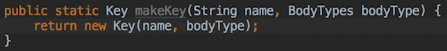 public static Key makeKey(String name, BodyTypes bodyType) {
    return new Key(name, bodyType);
}